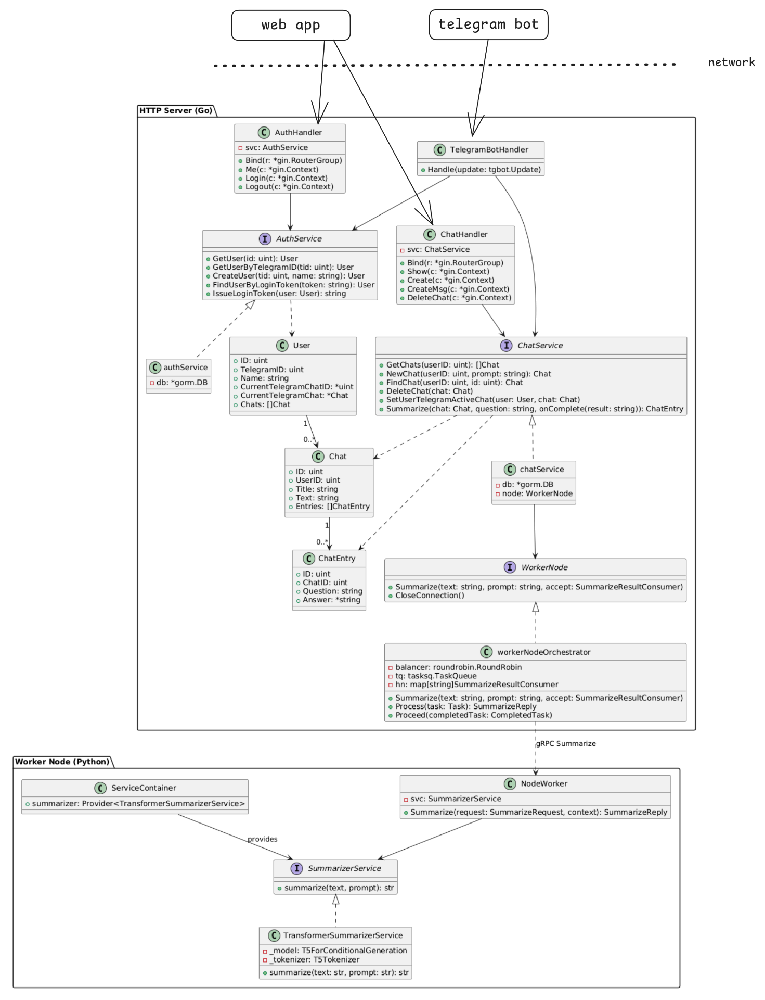 web app
telegram bot
network
HTTP Server (Go)
C AuthHandler
svc: AuthService
Bind(r: *gin.RouterGroup)
Me(c: *gin.Context)
Login(c: *gin.Context)
Logout(c: *gin.Context)
C TelegramBotHandler
Handle(update: tgbot.Update)
I AuthService
GetUser(id: uint): User
GetUserByTelegramID(tid: uint): User
CreateUser(tid: uint, name: string): User
FindUserByLoginToken(token: string): User
IssueLoginToken(user: User): string
C ChatHandler
svc: ChatService
Bind(r: *gin.RouterGroup)
Show(c: *gin.Context)
Create(c: *gin.Context)
CreateMsg(c: *gin.Context)
DeleteChat(c: *gin.Context)
C authService
db: *gorm.DB
C User
ID: uint
TelegramID: uint
Name: string
CurrentTelegramChatID: *uint
CurrentTelegramChat: *Chat
Chats: []Chat
I ChatService
GetChats(userID: uint): []Chat
NewChat(userID: uint, prompt: string): Chat
FindChat(userID: uint, id: uint): Chat
DeleteChat(chat: Chat)
SetUserTelegramActiveChat(user: User, chat: Chat)
Summarize(chat: Chat, question: string, onComplete(result: string)): ChatEntry
1
0..*
C Chat
ID: uint
UserID: uint
Title: string
Text: string
Entries: []ChatEntry
C chatService
db: *gorm.DB
node: WorkerNode
1
0..*
C ChatEntry
ID: uint
ChatID: uint
Question: string
Answer: *string
I WorkerNode
Summarize(text: string, prompt: string, accept: SummarizeResultConsumer)
CloseConnection()
C workerNodeOrchestrator
balancer: roundrobin.RoundRobin
tq: tasksq.TaskQueue
hn: map[string]SummarizeResultConsumer
Summarize(text: string, prompt: string, accept: SummarizeResultConsumer)
Process(task: Task): SummarizeReply
Proceed(completedTask: CompletedTask)
gRPC Summarize
Worker Node (Python)
C ServiceContainer
summarizer: Provider<TransformerSummarizerService>
C NodeWorker
svc: SummarizerService
Summarize(request: SummarizeRequest, context): SummarizeReply
provides
I SummarizerService
summarize(text, prompt): str
C TransformerSummarizerService
_model: T5ForConditionalGeneration
_tokenizer: T5Tokenizer
summarize(text: str, prompt: str): str